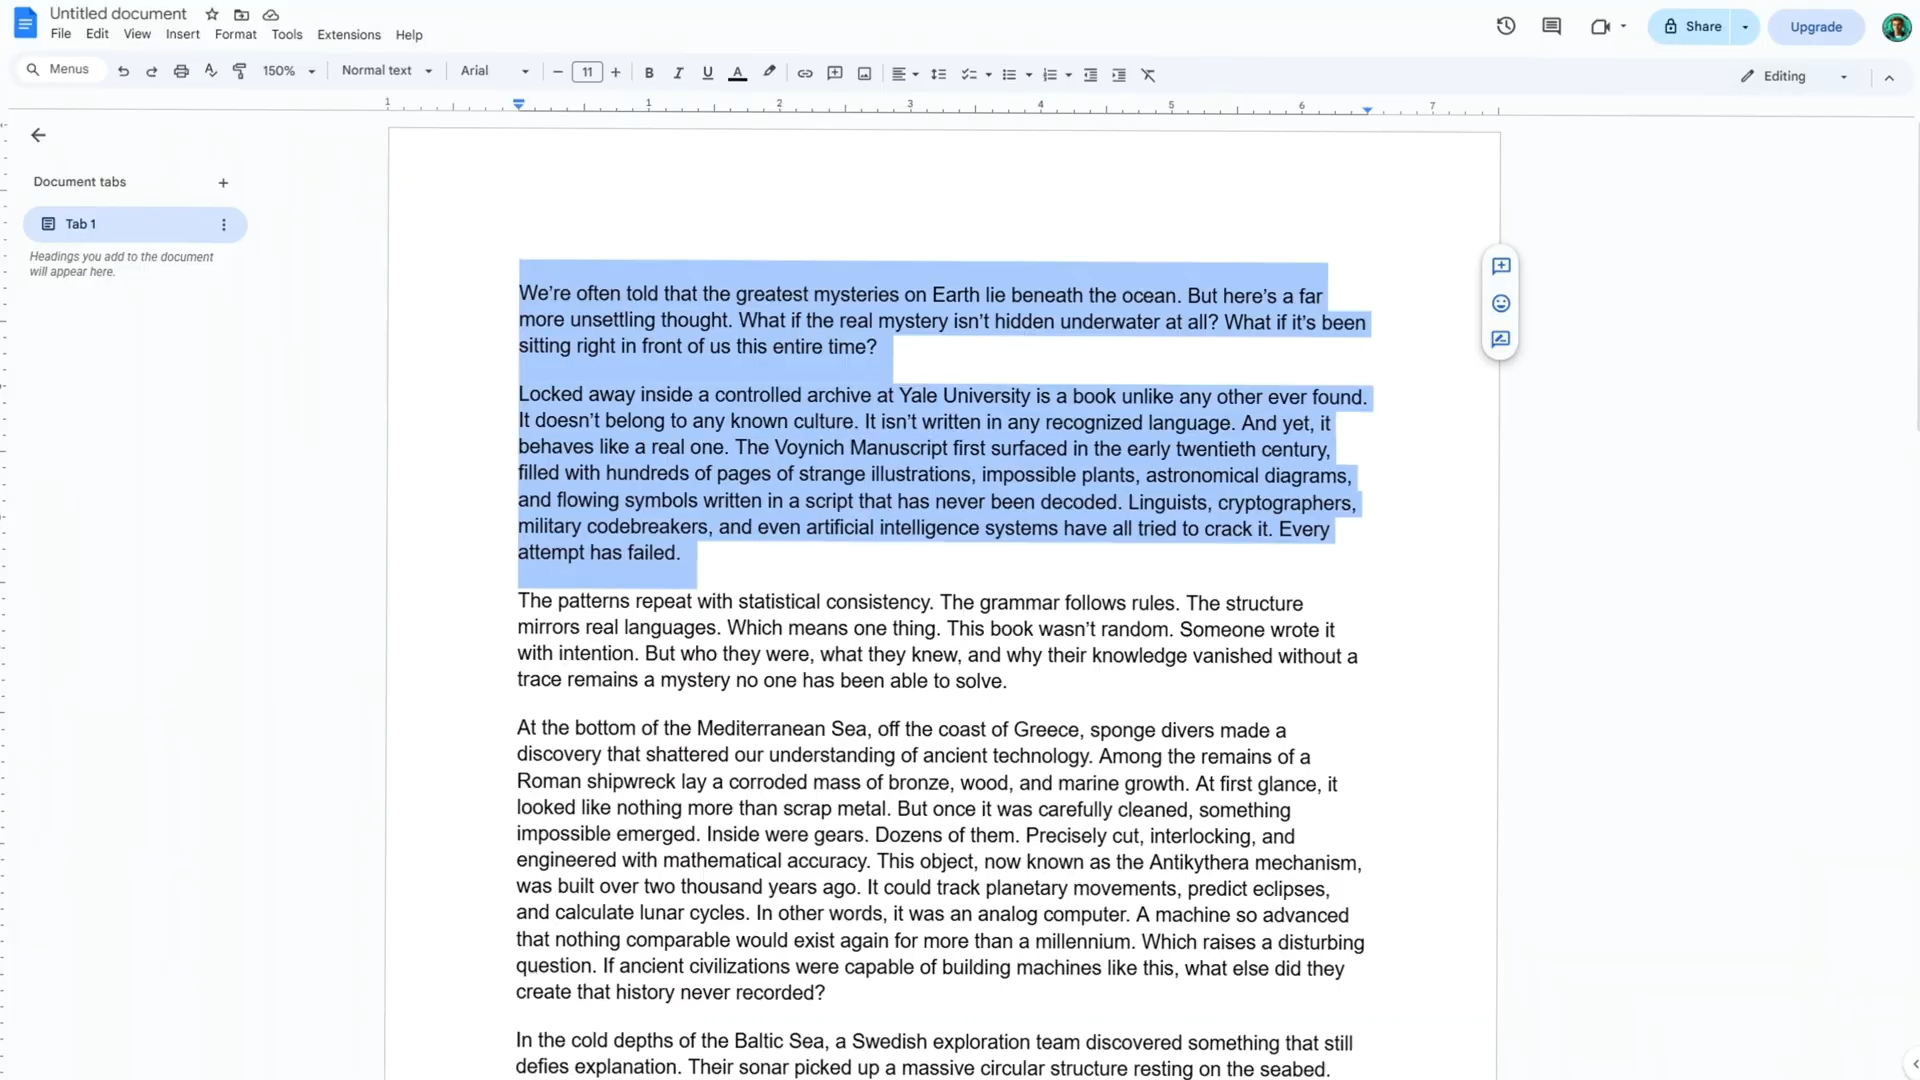 Untitled document
File Edit View Insert Format Tools Extensions Help
Share
Upgrade
Menus
150%
Normal text
Arial
11
B I U A
Editing
1 1 2 3 4 5 6 7
Document tabs
Tab 1
Headings you add to the document
will appear here.
We’re often told that the greatest mysteries on Earth lie beneath the ocean. But here’s a far
more unsettling thought. What if the real mystery isn’t hidden underwater at all? What if it’s been
sitting right in front of us this entire time?
Locked away inside a controlled archive at Yale University is a book unlike any other ever found.
It doesn’t belong to any known culture. It isn’t written in any recognized language. And yet, it
behaves like a real one. The Voynich Manuscript first surfaced in the early twentieth century,
filled with hundreds of pages of strange illustrations, impossible plants, astronomical diagrams,
and flowing symbols written in a script that has never been decoded. Linguists, cryptographers,
military codebreakers, and even artificial intelligence systems have all tried to crack it. Every
attempt has failed.
The patterns repeat with statistical consistency. The grammar follows rules. The structure
mirrors real languages. Which means one thing. This book wasn’t random. Someone wrote it
with intention. But who they were, what they knew, and why their knowledge vanished without a
trace remains a mystery no one has been able to solve.
At the bottom of the Mediterranean Sea, off the coast of Greece, sponge divers made a
discovery that shattered our understanding of ancient technology. Among the remains of a
Roman shipwreck lay a corroded mass of bronze, wood, and marine growth. At first glance, it
looked like nothing more than scrap metal. But once it was carefully cleaned, something
impossible emerged. Inside were gears. Dozens of them. Precisely cut, interlocking, and
engineered with mathematical accuracy. This object, now known as the Antikythera mechanism,
was built over two thousand years ago. It could track planetary movements, predict eclipses,
and calculate lunar cycles. In other words, it was an analog computer. A machine so advanced
that nothing comparable would exist again for more than a millennium. Which raises a disturbing
question. If ancient civilizations were capable of building machines like this, what else did they
create that history never recorded?
In the cold depths of the Baltic Sea, a Swedish exploration team discovered something that still
defies explanation. Their sonar picked up a massive circular structure resting on the seabed.